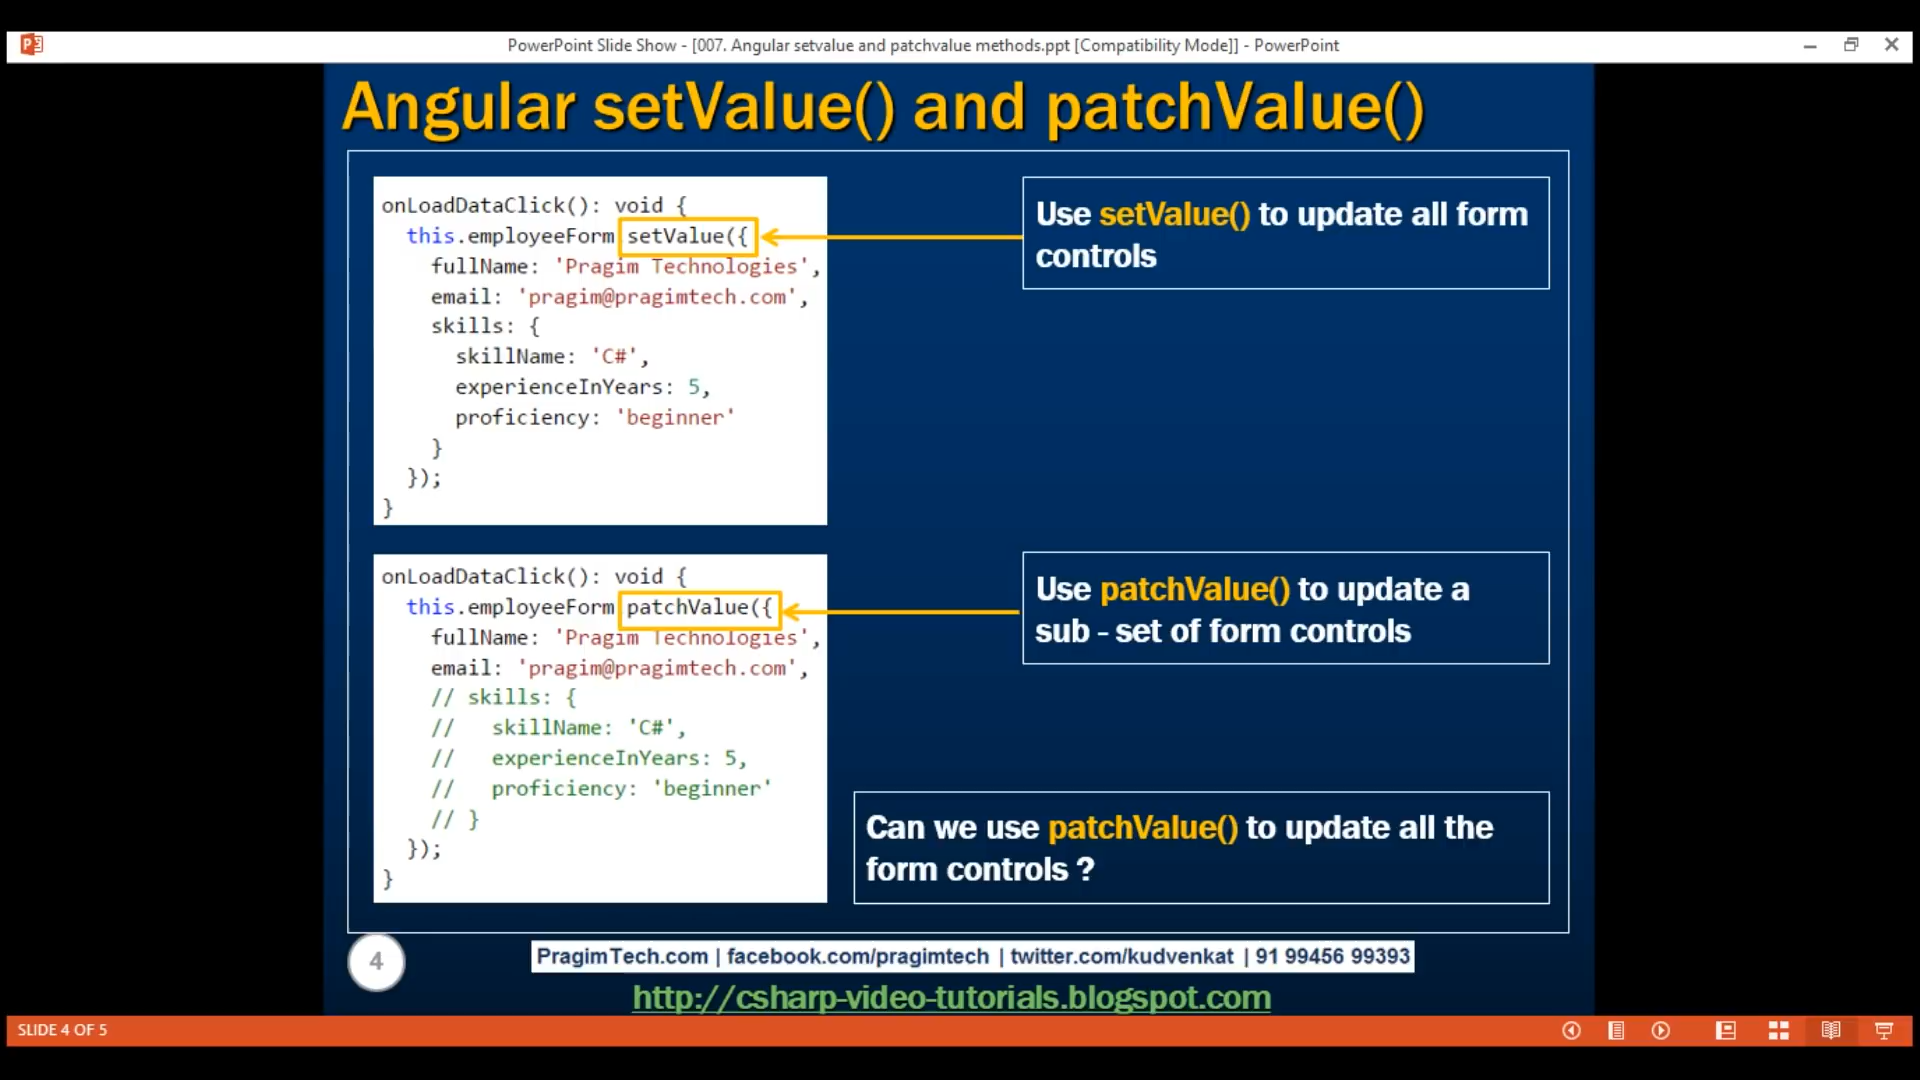 PowerPoint Slide Show - [007. Angular setvalue and patchvalue methods.ppt [Compatibility Mode]] - PowerPoint
Angular setValue() and patchValue()
onLoadDataClick(): void {
this.employeeForm setValue({
fullName: 'Pragim Technologies',
email: 'pragim@pragimtech.com',
skills: {
skillName: 'C#',
experienceInYears: 5,
proficiency: 'beginner'
}
});
}
Use setValue() to update all form
controls
onLoadDataClick(): void {
this.employeeForm patchValue({
fullName: 'Pragim Technologies',
email: 'pragim@pragimtech.com',
// skills: {
//   skillName: 'C#',
//   experienceInYears: 5,
//   proficiency: 'beginner'
// }
});
}
Use patchValue() to update a
sub - set of form controls
Can we use patchValue() to update all the
form controls ?
4
PragimTech.com | facebook.com/pragimtech | twitter.com/kudvenkat | 91 99456 99393
http://csharp-video-tutorials.blogspot.com
SLIDE 4 OF 5